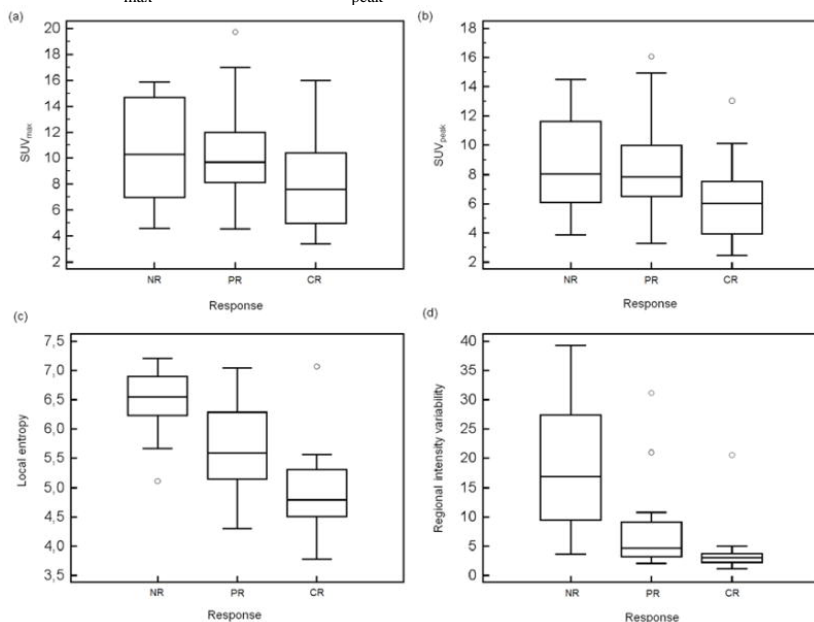 max peak
(a)
20
18
16
14
12
10
8
6
4
2
SUVmax
NR PR CR
Response
(b)
18
16
14
12
10
8
6
4
2
SUVpeak
NR PR CR
Response
(c)
7,5
7,0
6,5
6,0
5,5
5,0
4,5
4,0
3,5
Local entropy
NR PR CR
Response
(d)
40
35
30
25
20
15
10
5
0
Regional intensity variability
NR PR CR
Response